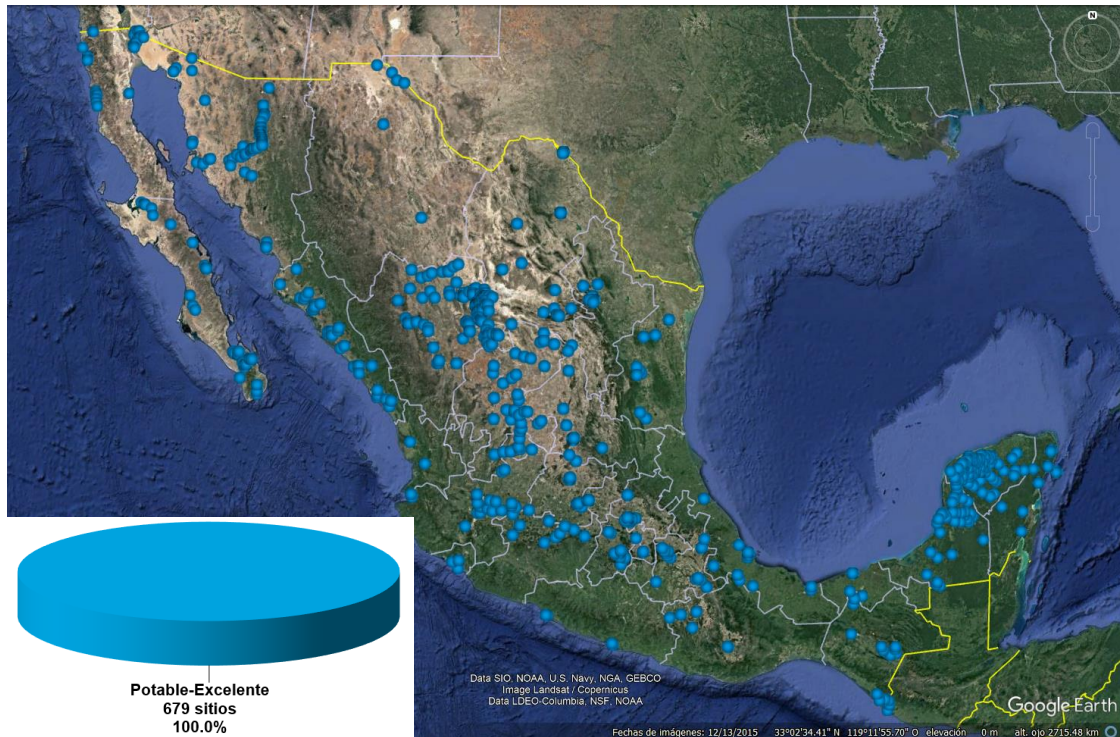 N
Potable-Excelente
679 sitios
100.0%
Data SIO, NOAA, U.S. Navy, NGA, GEBCO
Image Landsat / Copernicus
Data LDEO-Columbia, NSF, NOAA
Google Earth
Fechas de imágenes: 12/13/2015 33°02'34.41" N 119°11'55.70" O elevación 0 m alt. ojo 2715.48 km